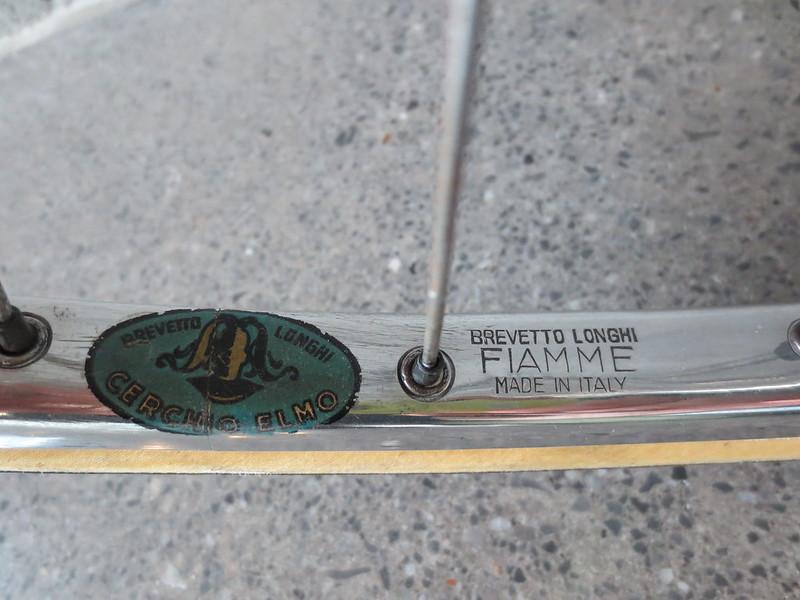 BREVETTO LONGHI
CERCHIO ELMO
BREVETTO LONGHI
FIAMME
MADE IN ITALY